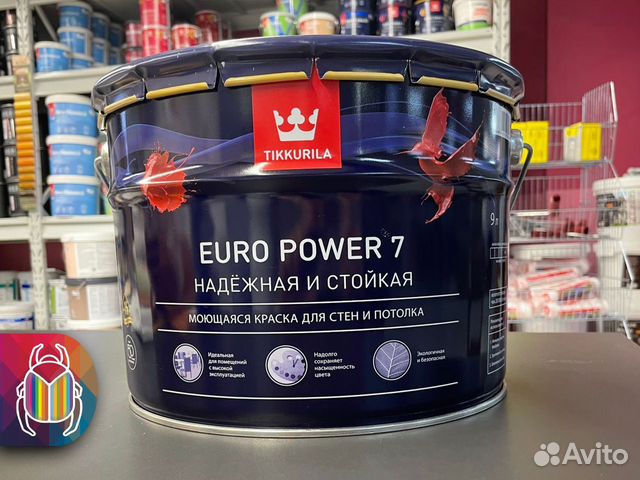 TIKKURILA
EURO POWER 7
НАДЁЖНАЯ И СТОЙКАЯ
МОЮЩАЯСЯ КРАСКА ДЛЯ СТЕН И ПОТОЛКА
Идеальная
для помещений
с высокой
эксплуатацией
Надолго
сохраняет
насыщенность
цвета
Экологичная
и безопасная
9 л
Avito